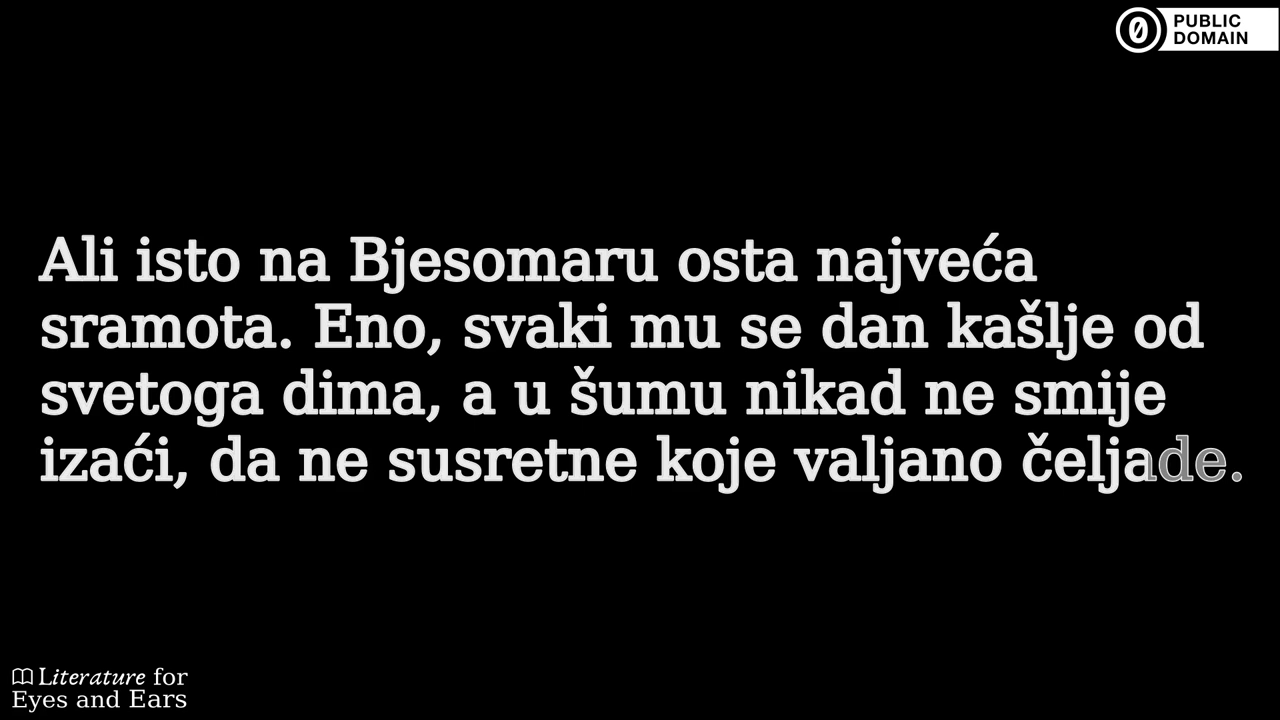 PUBLIC
DOMAIN
Ali isto na Bjesomaru osta najveća
sramota. Eno, svaki mu se dan kašlje od
svetoga dima, a u šumu nikad ne smije
izaći, da ne susretne koje valjano čeljade.
Literature for
Eyes and Ears